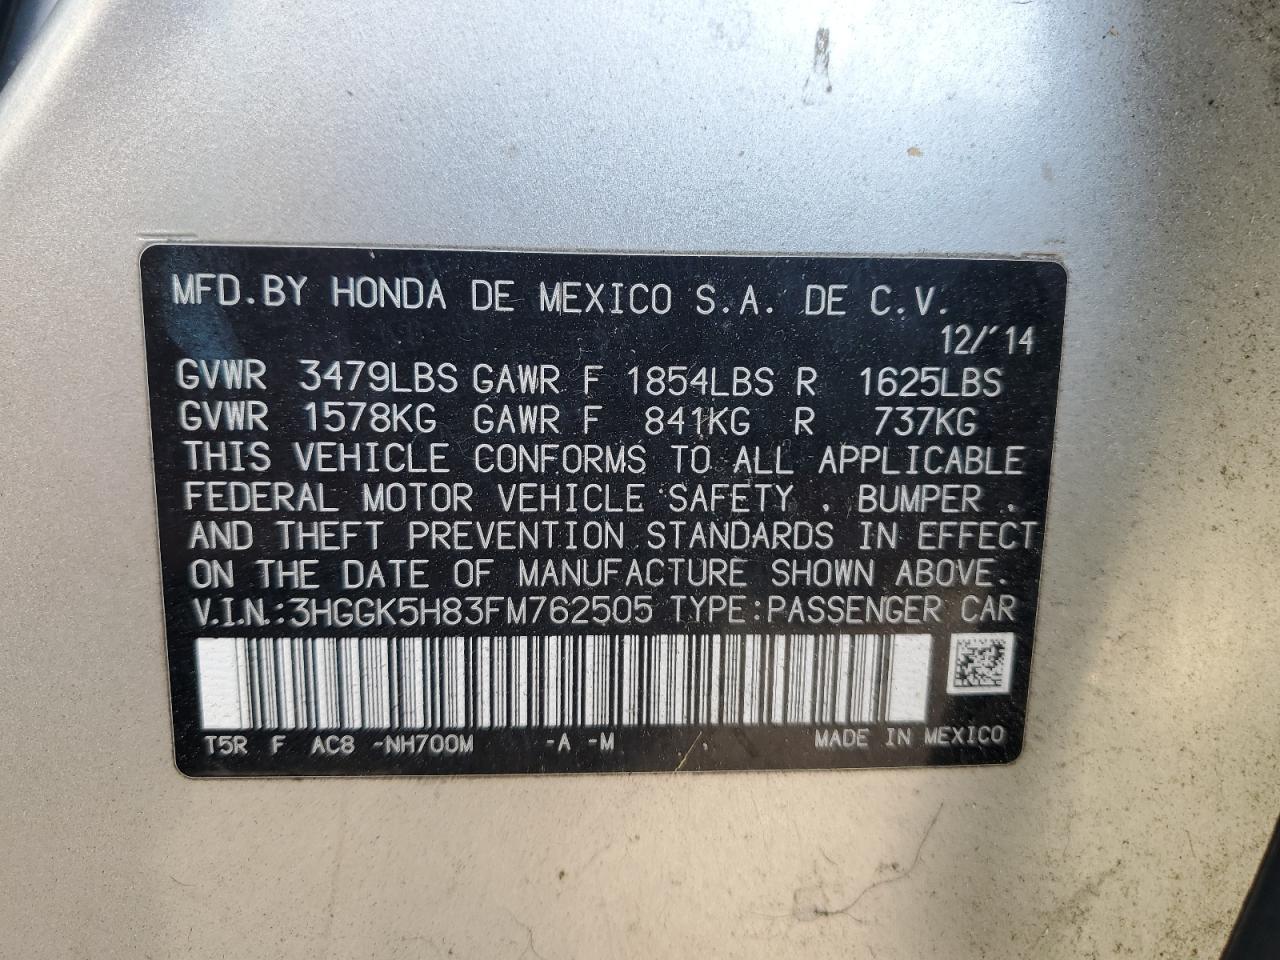 MFD.BY HONDA DE MEXICO S.A. DE C.V.
12/'14
GVWR 3479LBS GAWR F 1854LBS R 1625LBS
GVWR 1578KG GAWR F 841KG R 737KG
THIS VEHICLE CONFORMS TO ALL APPLICABLE
FEDERAL MOTOR VEHICLE SAFETY , BUMPER ,
AND THEFT PREVENTION STANDARDS IN EFFECT
ON THE DATE OF MANUFACTURE SHOWN ABOVE.
V.I.N.:3HGGK5H83FM762505 TYPE:PASSENGER CAR
T5R F AC8 -NH700M -A -M , MADE IN MEXICO